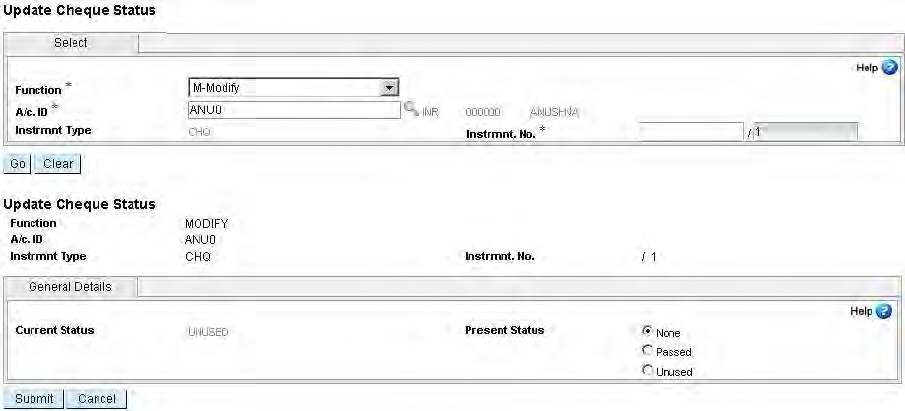 Update Cheque Status
Select
Help ?
Function * M-Modify
A/c. ID * ANU0 INR 000000 ANUSHNA
Instrmnt Type CHQ Instrmnt. No. * / 1
Go Clear
Update Cheque Status
Function MODIFY
A/c. ID ANU0
Instrmnt Type CHQ Instrmnt. No. / 1
General Details
Help ?
Current Status UNUSED Present Status None
Passed
Unused
Submit Cancel